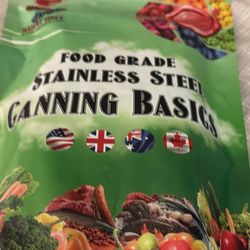 FOOD GRADE
STAINLESS STEEL
CANNING BASICS